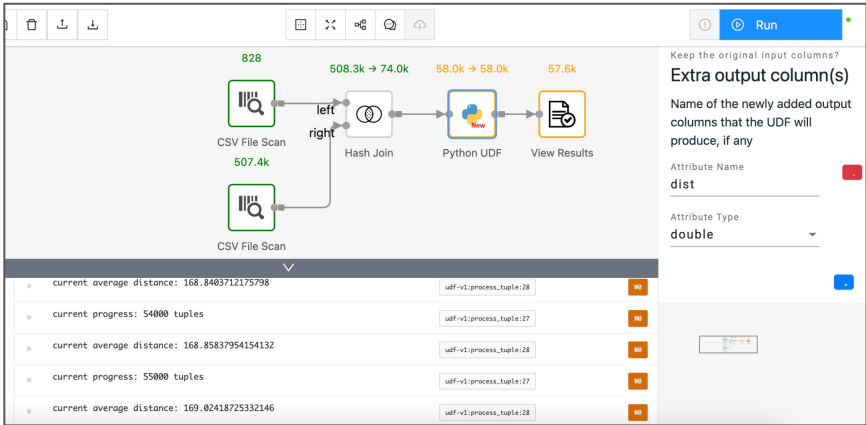 Run
828
508.3k → 74.0k
58.0k → 58.0k
57.6k
left
right
CSV File Scan
Hash Join
New
Python UDF
View Results
507.4k
CSV File Scan
Keep the original input columns?
Extra output column(s)
Name of the newly added output
columns that the UDF will
produce, if any
Attribute Name
dist
Attribute Type
double
current average distance: 168.8403712175798
udf-v1:process_tuple:28
W0
current progress: 54000 tuples
udf-v1:process_tuple:27
W0
current average distance: 168.85837954154132
udf-v1:process_tuple:28
W0
current progress: 55000 tuples
udf-v1:process_tuple:27
W0
current average distance: 169.02418725332146
udf-v1:process_tuple:28
W0